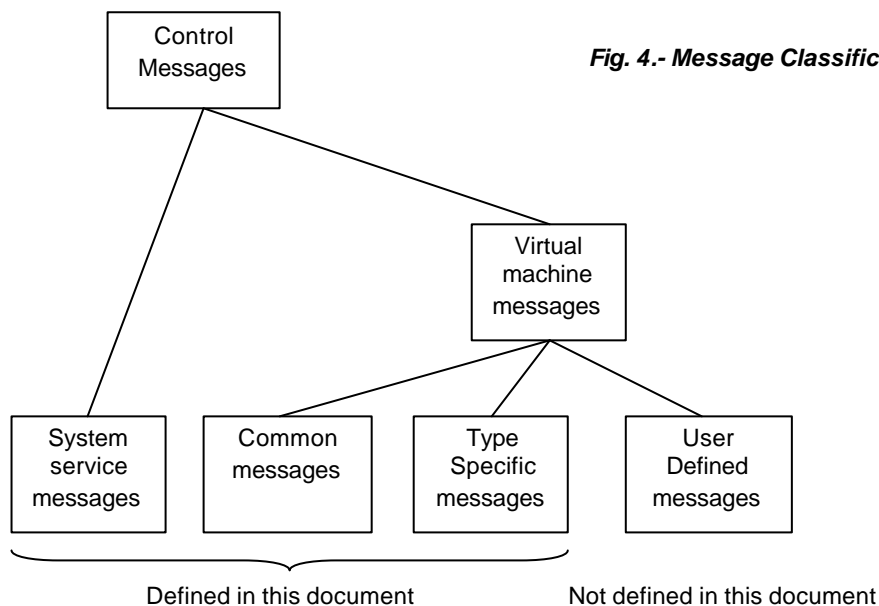 Control
Messages
Fig. 4.- Message Classific
Virtual
machine
messages
System
service
messages
Common
messages
Type
Specific
messages
User
Defined
messages
Defined in this document
Not defined in this document